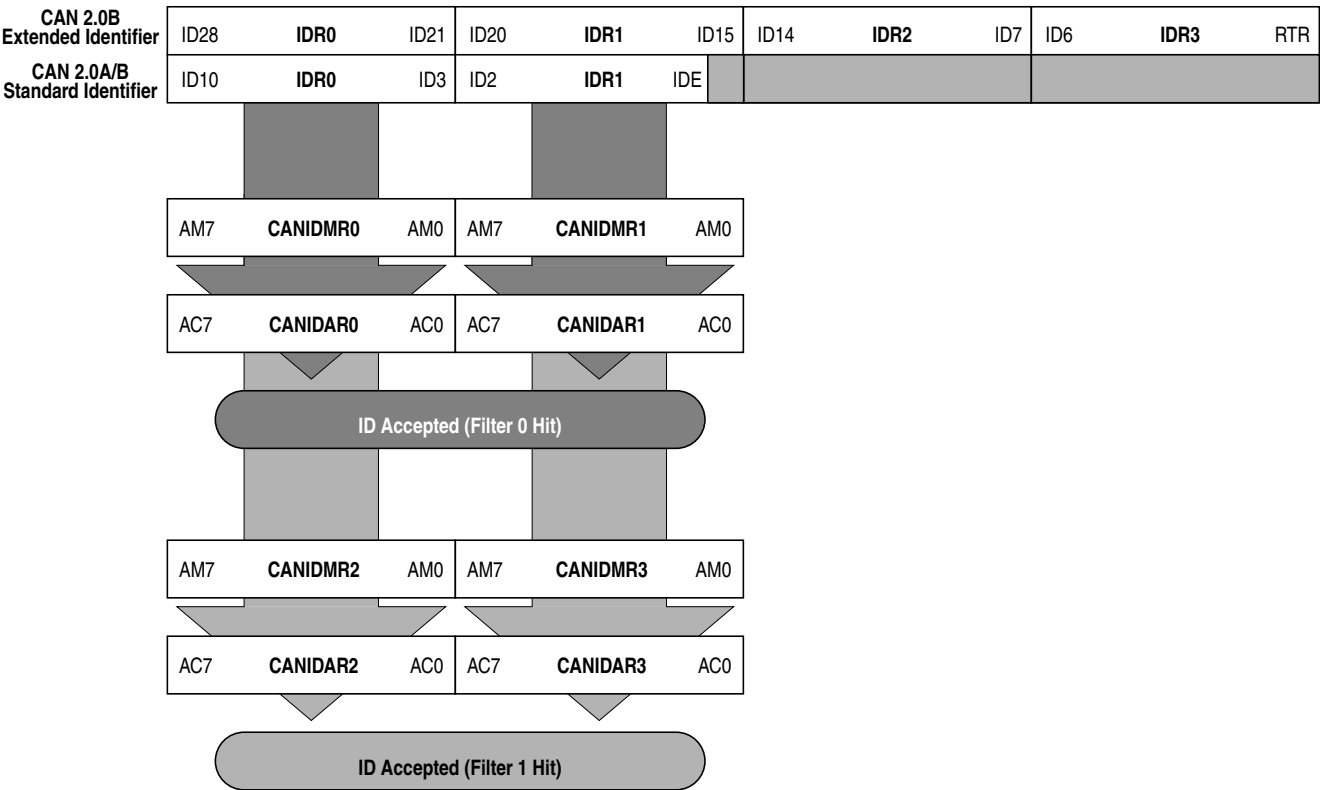 CAN 2.0B
Extended Identifier
ID28 IDR0 ID21 ID20 IDR1 ID15 ID14 IDR2 ID7 ID6 IDR3 RTR
CAN 2.0A/B
Standard Identifier
ID10 IDR0 ID3 ID2 IDR1 IDE
AM7 CANIDMR0 AM0 AM7 CANIDMR1 AM0
AC7 CANIDAR0 AC0 AC7 CANIDAR1 AC0
ID Accepted (Filter 0 Hit)
AM7 CANIDMR2 AM0 AM7 CANIDMR3 AM0
AC7 CANIDAR2 AC0 AC7 CANIDAR3 AC0
ID Accepted (Filter 1 Hit)